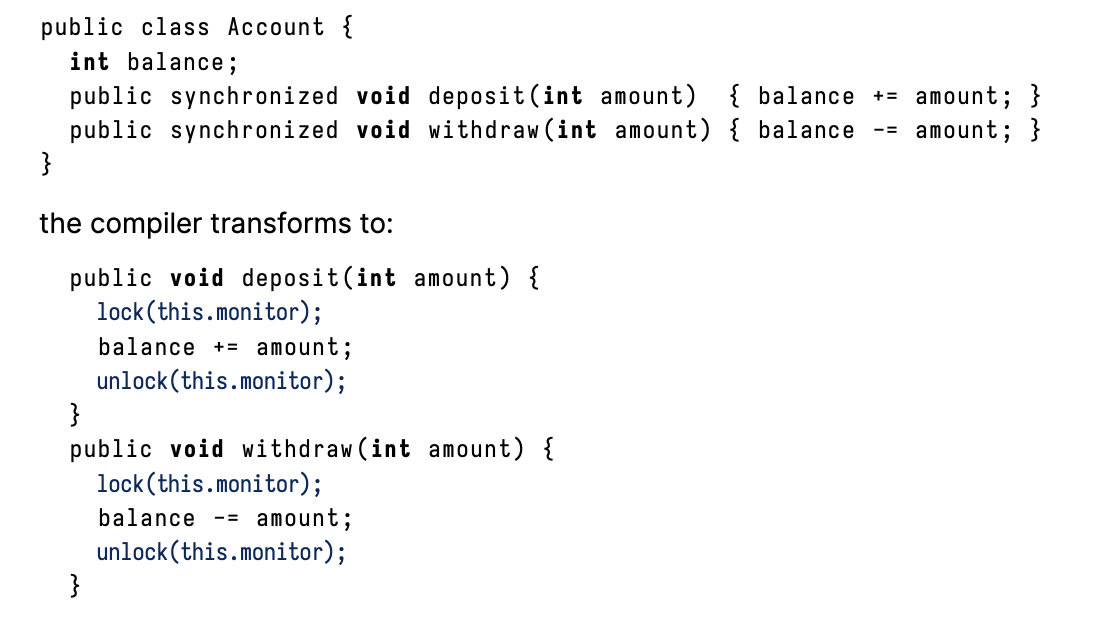 public class Account {
int balance;
public synchronized void deposit(int amount) { balance += amount; }
public synchronized void withdraw(int amount) { balance -= amount; }
}
the compiler transforms to:
public void deposit(int amount) {
lock(this.monitor);
balance += amount;
unlock(this.monitor);
}
public void withdraw(int amount) {
lock(this.monitor);
balance -= amount;
unlock(this.monitor);
}